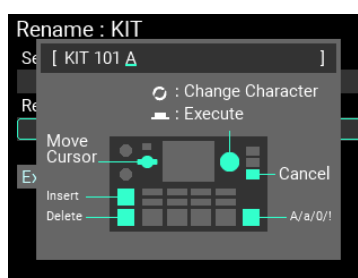 Rename : KIT
Se
[ KIT 101 A ]
: Change Character
Re
: Execute
Move
Cursor
Ex
Cancel
Insert
Delete
A/a/0/!